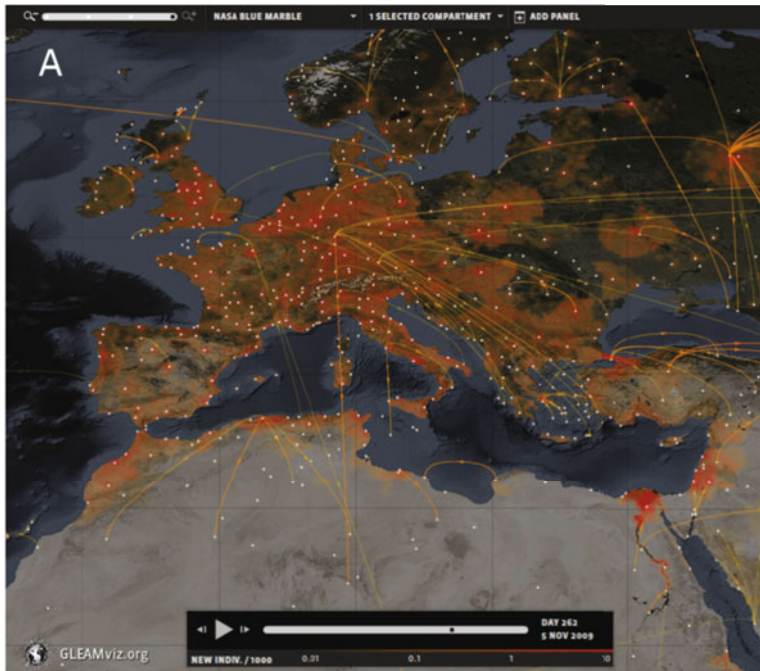 NASA BLUE MARBLE 1 SELECTED COMPARTMENT ADD PANEL
A
DAY 262
5 NOV 2009
GLEAMviz.org
NEW INDIV. / 1000 0.01 0.1 1 10